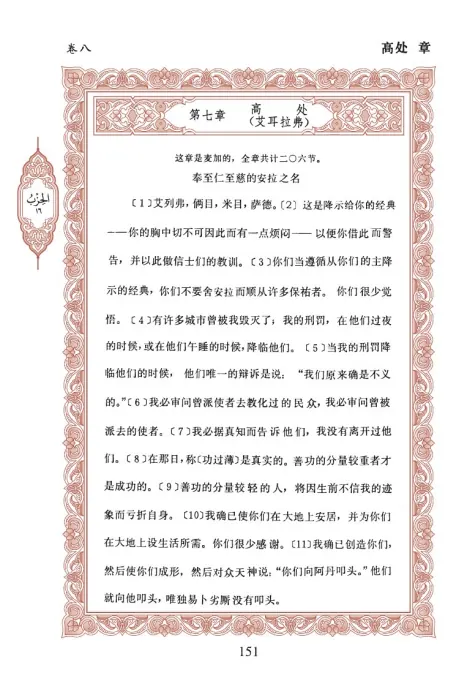 卷八
高处 章
第七章 高处
（艾耳拉弗）
الحزب
١٦
这章是麦加的，全章共计二〇六节。
奉至仁至慈的安拉之名
〔1〕艾列弗，俩目，米目，萨德。〔2〕这是降示给你的经典
——你的胸中切不可因此而有一点烦闷——以便你借此而警
告，并以此做信士们的教训。〔3〕你们当遵循从你们的主降
示的经典，你们不要舍安拉而顺从许多保祐者。你们很少觉
悟。〔4〕有许多城市曾被我毁灭了；我的刑罚，在他们过夜
的时候，或在他们午睡的时候，降临他们。〔5〕当我的刑罚降
临他们的时候，他们唯一的辩诉是说：“我们原来确是不义
的。”〔6〕我必审问曾派使者去教化过的民众，我必审问曾被
派去的使者。〔7〕我必据真知而告诉他们，我没有离开过他
们。〔8〕在那日，称〔功过薄〕是真实的。善功的分量较重者才
是成功的。〔9〕善功的分量较轻的人，将因生前不信我的迹
象而亏折自身。〔10〕我确已使你们在大地上安居，并为你们
在大地上设生活所需。你们很少感谢。〔11〕我确已创造你们，
然后使你们成形，然后对众天神说：“你们向阿丹叩头。”他们
就向他叩头，唯独易卜劣厮没有叩头。
151